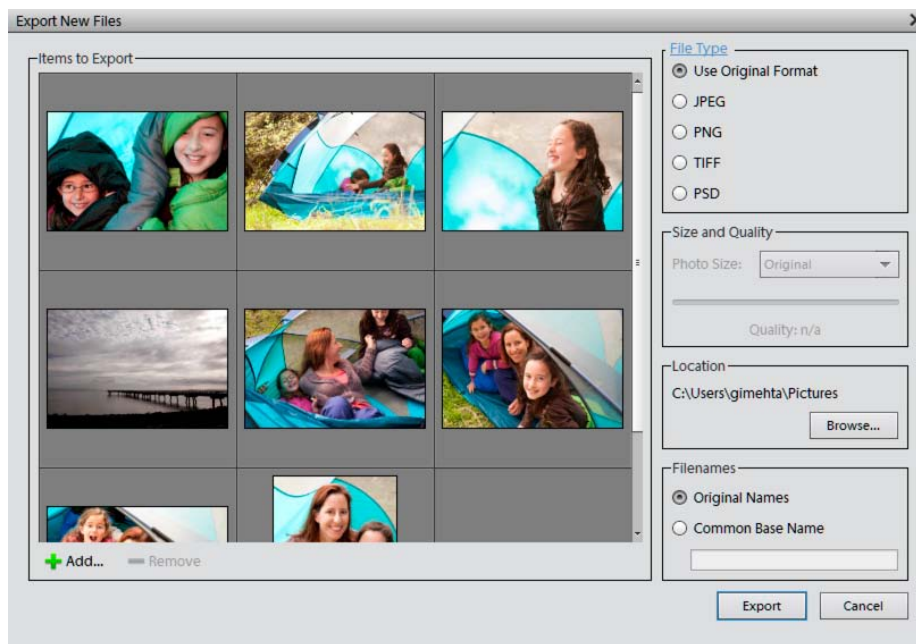 Export New Files
Items to Export
Add...
Remove
File Type
Use Original Format
JPEG
PNG
TIFF
PSD
Size and Quality
Photo Size: Original
Quality: n/a
Location
C:\Users\gimehta\Pictures
Browse...
Filenames
Original Names
Common Base Name
Export Cancel